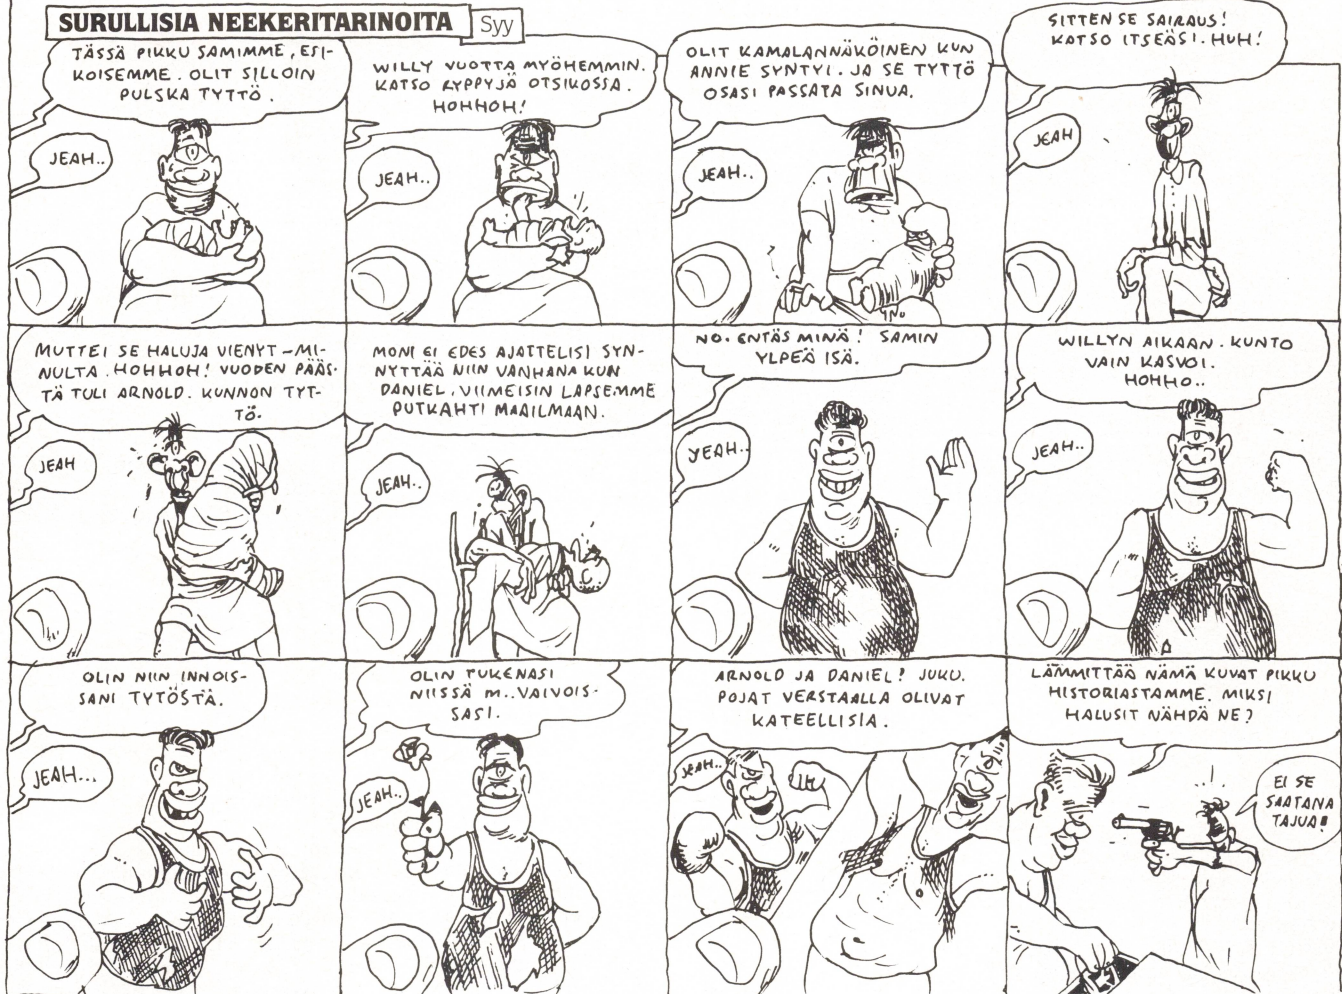 SURULLISIA NEEKERITARINOITA
Syy
TÄSSÄ PIKKU SAMIMME, ESI-
KOISEMME. OLIT SILLOIN
PULSKA TYTTÖ.
JEAH..
WILLY VUOTTA MYÖHEMMIN.
KATSO RYPPYJÄ OTSIKOSSA.
HOHHOH!
JEAH..
OLIT KAMALANNÄKÖINEN KUN
ANNIE SYNTYI. JA SE TYTTÖ
OSASI PASSATA SINUA.
JEAH..
SITTEN SE SAIRAUS!
KATSO ITSEÄSI. HUH!
JEAH
MUTTEI SE HALUJA VIENYT - MI-
NULTA. HOHHOH! VUODEN PÄÄS-
TÄ TULI ARNOLD. KUNNON TYT-
TÖ.
JEAH
MONI EI EDES AJATTELISI SYN-
NYTTÄÄ NIIN VANHANA KUN
DANIEL, VIIMEISIN LAPSEMME
PUTKAHTI MAAILMAAN.
JEAH..
NO. ENTÄS MINÄ! SAMIN
YLPEÄ ISÄ.
YEAH..
WILLYN AIKAAN. KUNTO
VAIN KASVOI.
HOHHO..
JEAH..
OLIN NIIN INNOIS-
SANI TYTÖSTÄ.
JEAH...
OLIN TUKENASI
NIISSÄ M..VAIVOIS-
SASI.
JEAH..
ARNOLD JA DANIEL! JUKU.
POJAT VERSTAALLA OLIVAT
KATEELLISIA.
JEAH..
LÄMMITTÄÄ NÄMÄ KUVAT PIKKU
HISTORIASTAMME. MIKSI
HALUSIT NÄHDÄ NE?
EI SE
SAATANA
TAJUA!